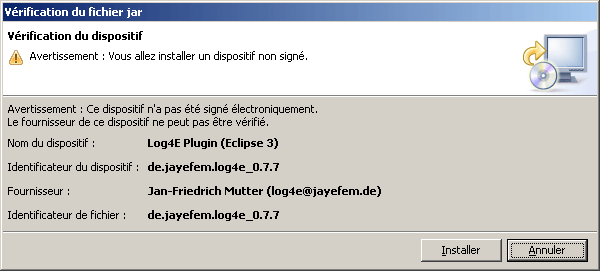 Vérification du fichier jar
Vérification du dispositif
Avertissement : Vous allez installer un dispositif non signé.
Avertissement : Ce dispositif n'a pas été signé électroniquement.
Le fournisseur de ce dispositif ne peut pas être vérifié.
Nom du dispositif : Log4E Plugin (Eclipse 3)
Identificateur du dispositif : de.jayefem.log4e_0.7.7
Fournisseur : Jan-Friedrich Mutter (log4e@jayefem.de)
Identificateur de fichier : de.jayefem.log4e_0.7.7
Installer Annuler